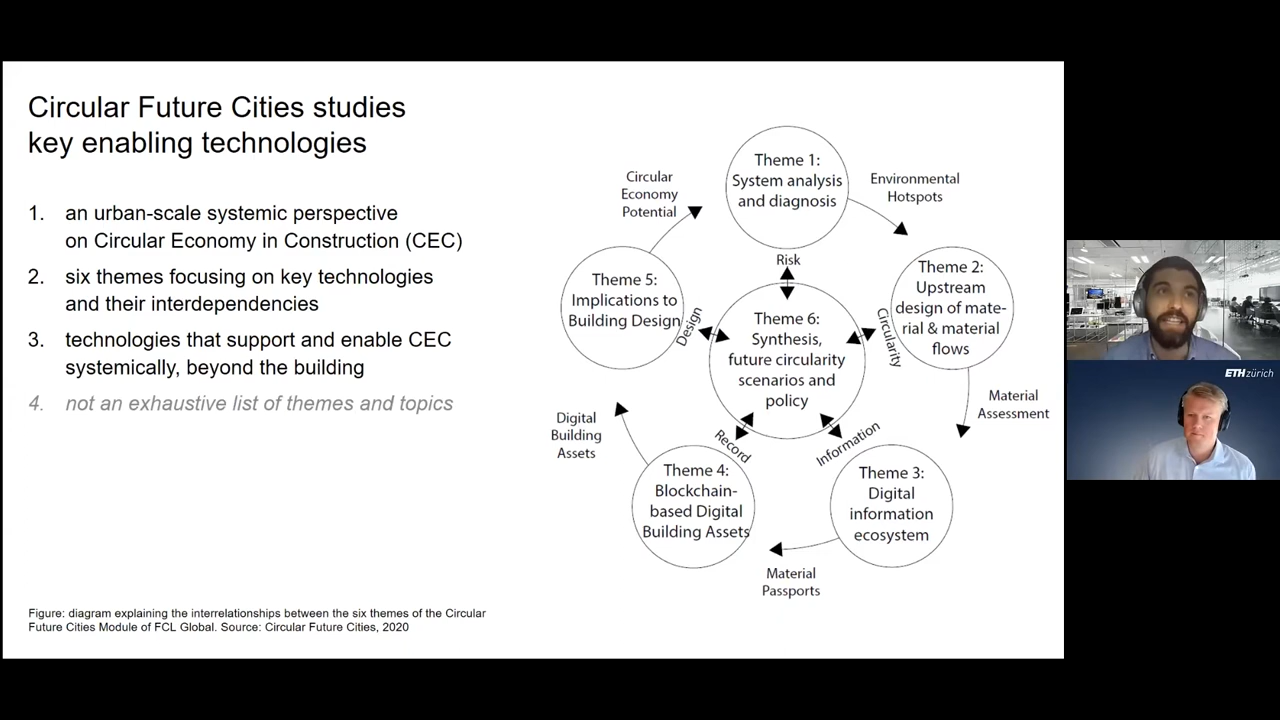 Circular Future Cities studies
key enabling technologies
1. an urban-scale systemic perspective
on Circular Economy in Construction (CEC)
2. six themes focusing on key technologies
and their interdependencies
3. technologies that support and enable CEC
systemically, beyond the building
4. not an exhaustive list of themes and topics
Figure: diagram explaining the interrelationships between the six themes of the Circular
Future Cities Module of FCL Global. Source: Circular Future Cities, 2020
Theme 1:
System analysis
and diagnosis
Environmental
Hotspots
Theme 2:
Upstream
design of mate-
rial & material
flows
Material
Assessment
Theme 3:
Digital
information
ecosystem
Material
Passports
Theme 4:
Blockchain-
based Digital
Building Assets
Digital
Building
Assets
Theme 5:
Implications to
Building Design
Circular
Economy
Potential
Theme 6:
Synthesis,
future circularity
scenarios and
policy
Risk
Circularity
Information
Record
Design
ETH zürich